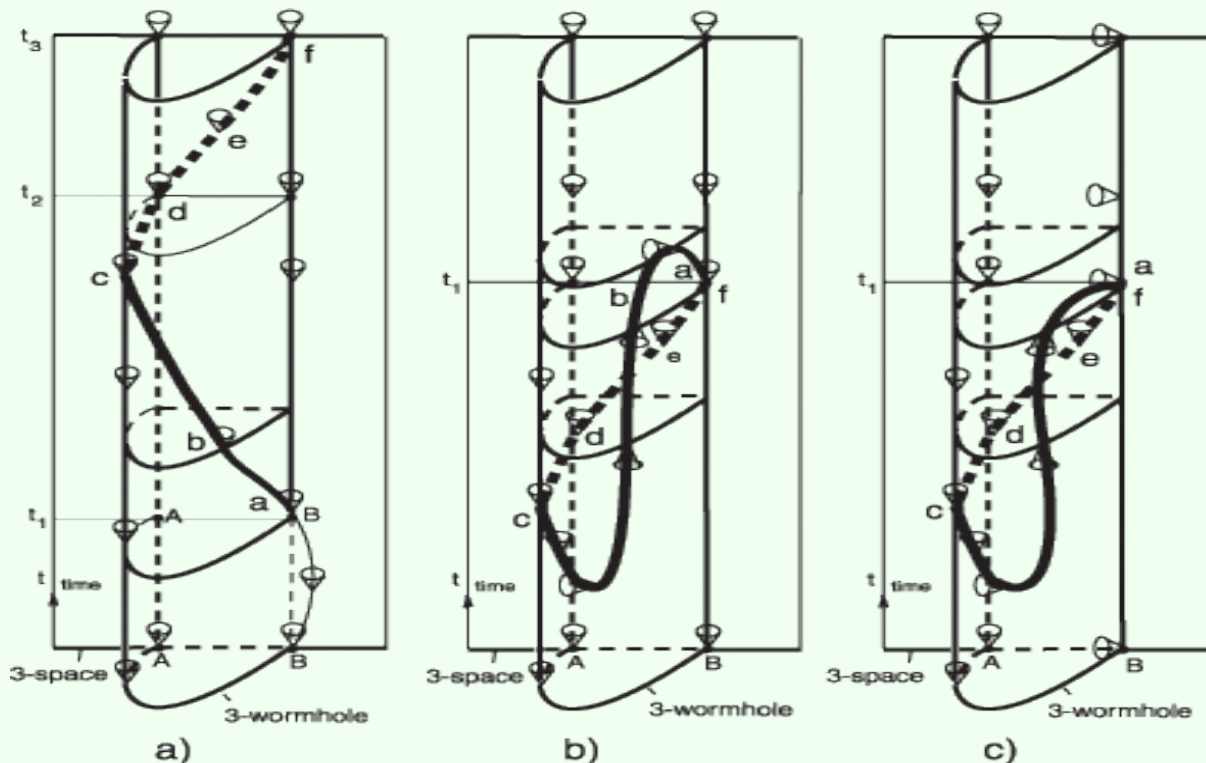 t₃
f
e
t₂
d
c
b
a
t₁
A
B
t
time
A
B
3-space
3-wormhole
a)
t₁
a
b
f
e
d
c
t
time
A
B
3-space
3-wormhole
b)
a
t₁
f
e
d
c
t
time
A
B
3-space
3-wormhole
c)